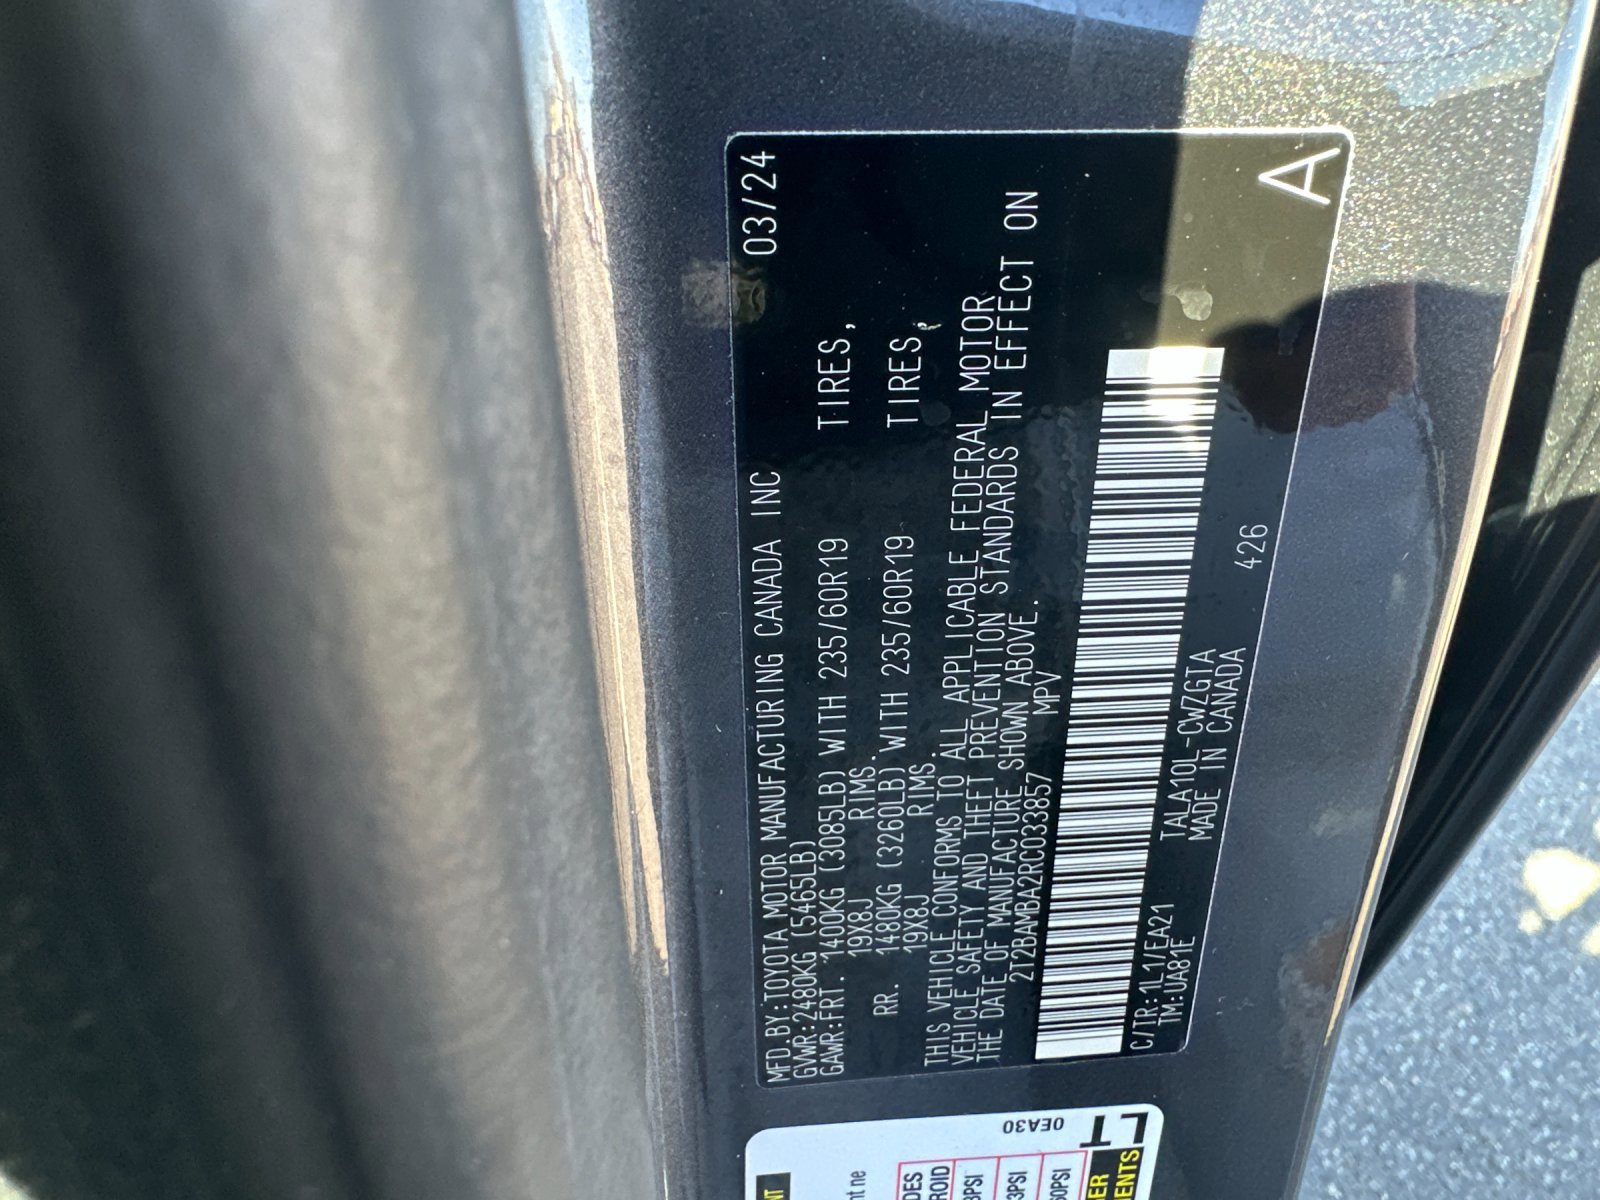 MFD.BY:TOYOTA MOTOR MANUFACTURING CANADA INC 03/24
GVWR:2480KG (5465LB)
GAWR:FRT. 1400KG (3085LB) WITH 235/60R19 TIRES,
19X8J RIMS.
RR. 1480KG (3260LB) WITH 235/60R19 TIRES,
19X8J RIMS.
THIS VEHICLE CONFORMS TO ALL APPLICABLE FEDERAL MOTOR
VEHICLE SAFETY AND THEFT PREVENTION STANDARDS IN EFFECT ON
THE DATE OF MANUFACTURE SHOWN ABOVE.
2T2BAMBA2RC033857 MPV
C/TR:1L1/EA21 TALA10L-CWZGTA
TM:UA81E MADE IN CANADA 426
A
0EA30